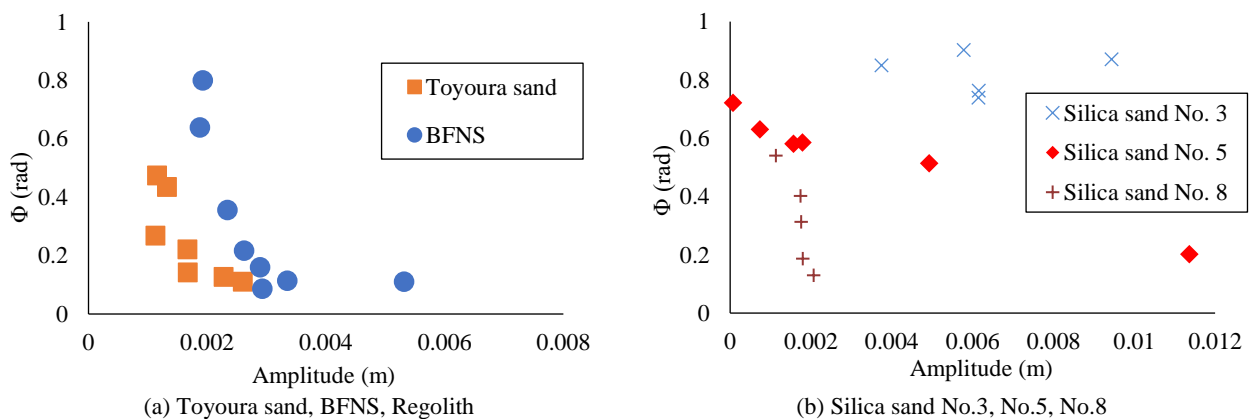 1
0.8
0.6
0.4
0.2
0
Φ (rad)
0
0.002
0.004
0.006
0.008
Amplitude (m)
Toyoura sand
BFNS
(a) Toyoura sand, BFNS, Regolith
1
0.8
0.6
0.4
0.2
0
Φ (rad)
0
0.002
0.004
0.006
0.008
0.01
0.012
Amplitude (m)
Silica sand No. 3
Silica sand No. 5
Silica sand No. 8
(b) Silica sand No.3, No.5, No.8